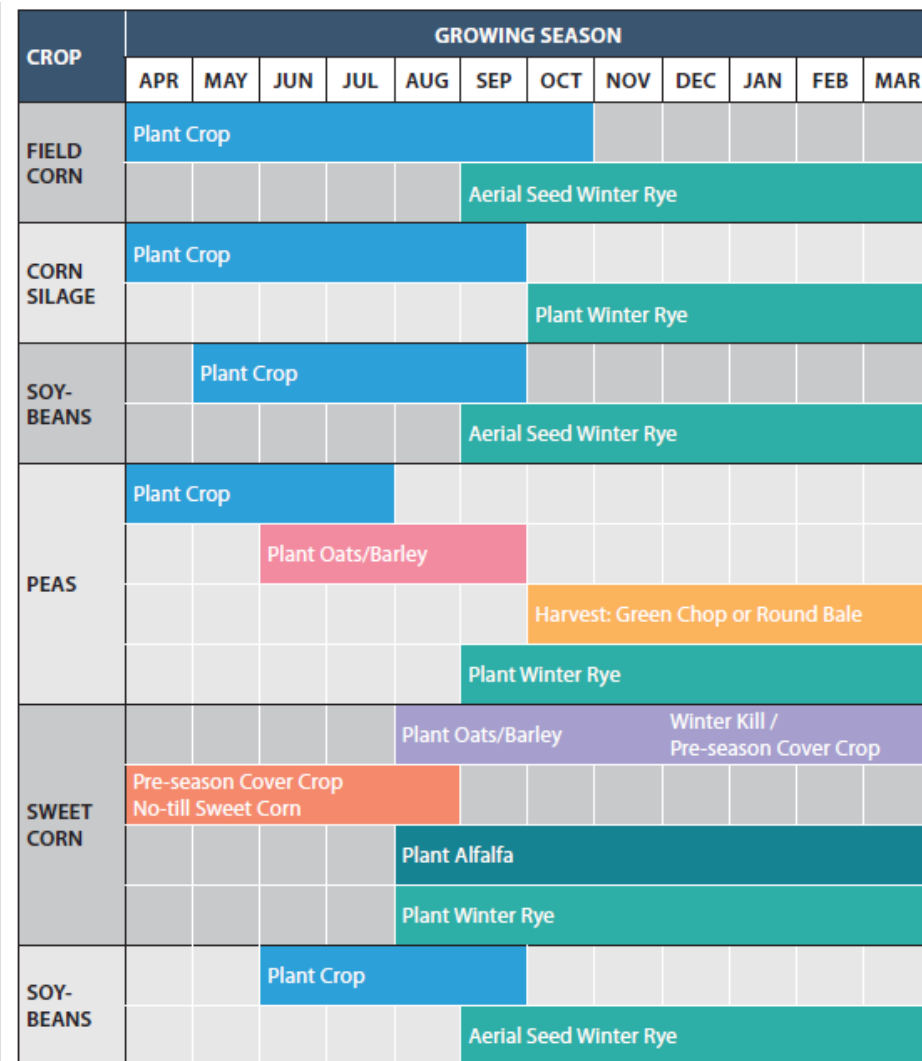 CROP
GROWING SEASON
APR MAY JUN JUL AUG SEP OCT NOV DEC JAN FEB MAR
FIELD
CORN
Plant Crop
Aerial Seed Winter Rye
CORN
SILAGE
Plant Crop
Plant Winter Rye
SOY-
BEANS
Plant Crop
Aerial Seed Winter Rye
PEAS
Plant Crop
Plant Oats/Barley
Harvest: Green Chop or Round Bale
Plant Winter Rye
SWEET
CORN
Plant Oats/Barley
Winter Kill /
Pre-season Cover Crop
Pre-season Cover Crop
No-till Sweet Corn
Plant Alfalfa
Plant Winter Rye
SOY-
BEANS
Plant Crop
Aerial Seed Winter Rye